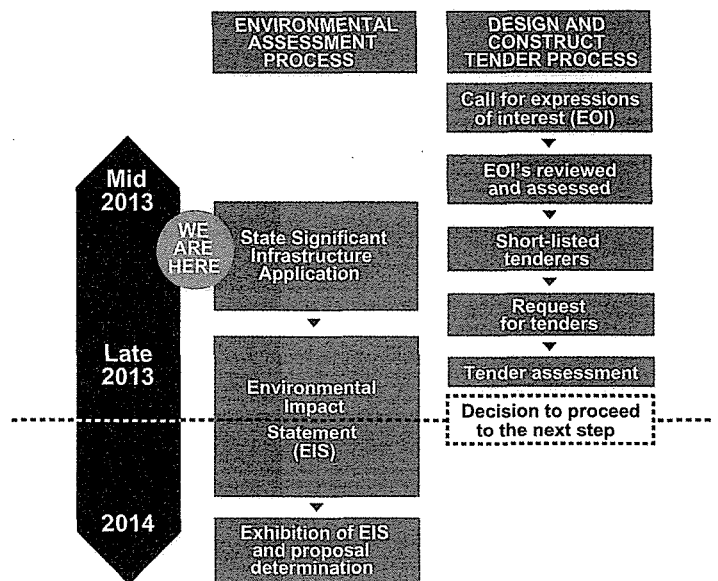 ENVIRONMENTAL
ASSESSMENT
PROCESS
DESIGN AND
CONSTRUCT
TENDER PROCESS
Call for expressions
of interest (EOI)
Mid
2013
EOI's reviewed
and assessed
WE
ARE
HERE
State Significant
Infrastructure
Application
Short-listed
tenderers
Request
for tenders
Late
2013
Tender assessment
Environmental
Impact
Statement
(EIS)
Decision to proceed
to the next step
2014
Exhibition of EIS
and proposal
determination